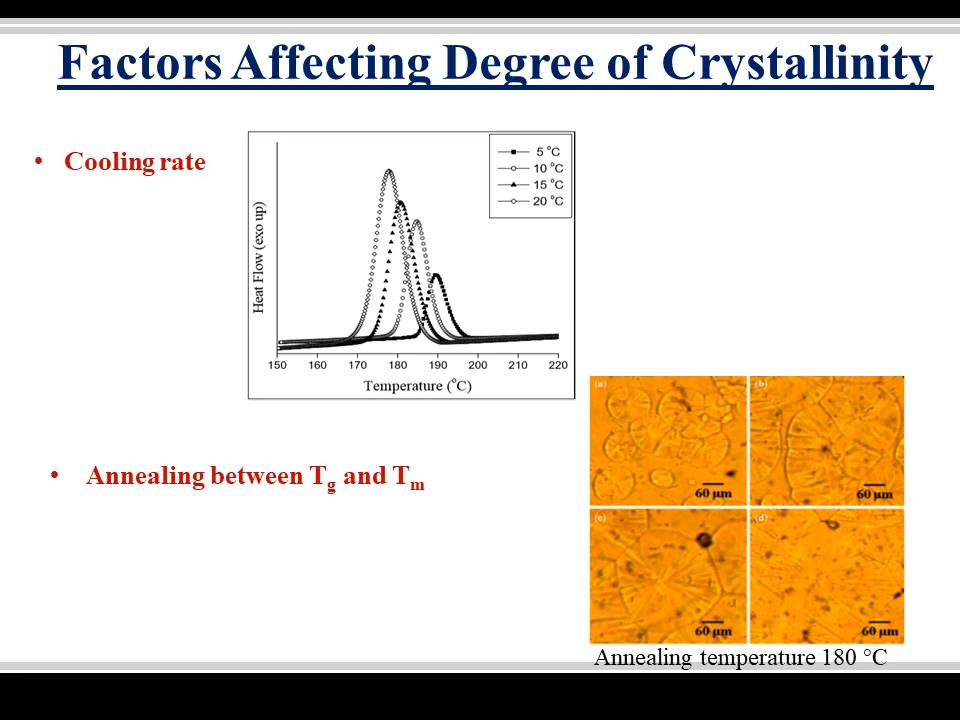 Factors Affecting Degree of Crystallinity
• Cooling rate
5 °C
10 °C
15 °C
20 °C
Heat Flow (exo up)
150 160 170 180 190 200 210 220
Temperature (°C)
• Annealing between Tg and Tm
(a) (b)
60 µm 60 µm
(c) (d)
60 µm 60 µm
Annealing temperature 180 °C